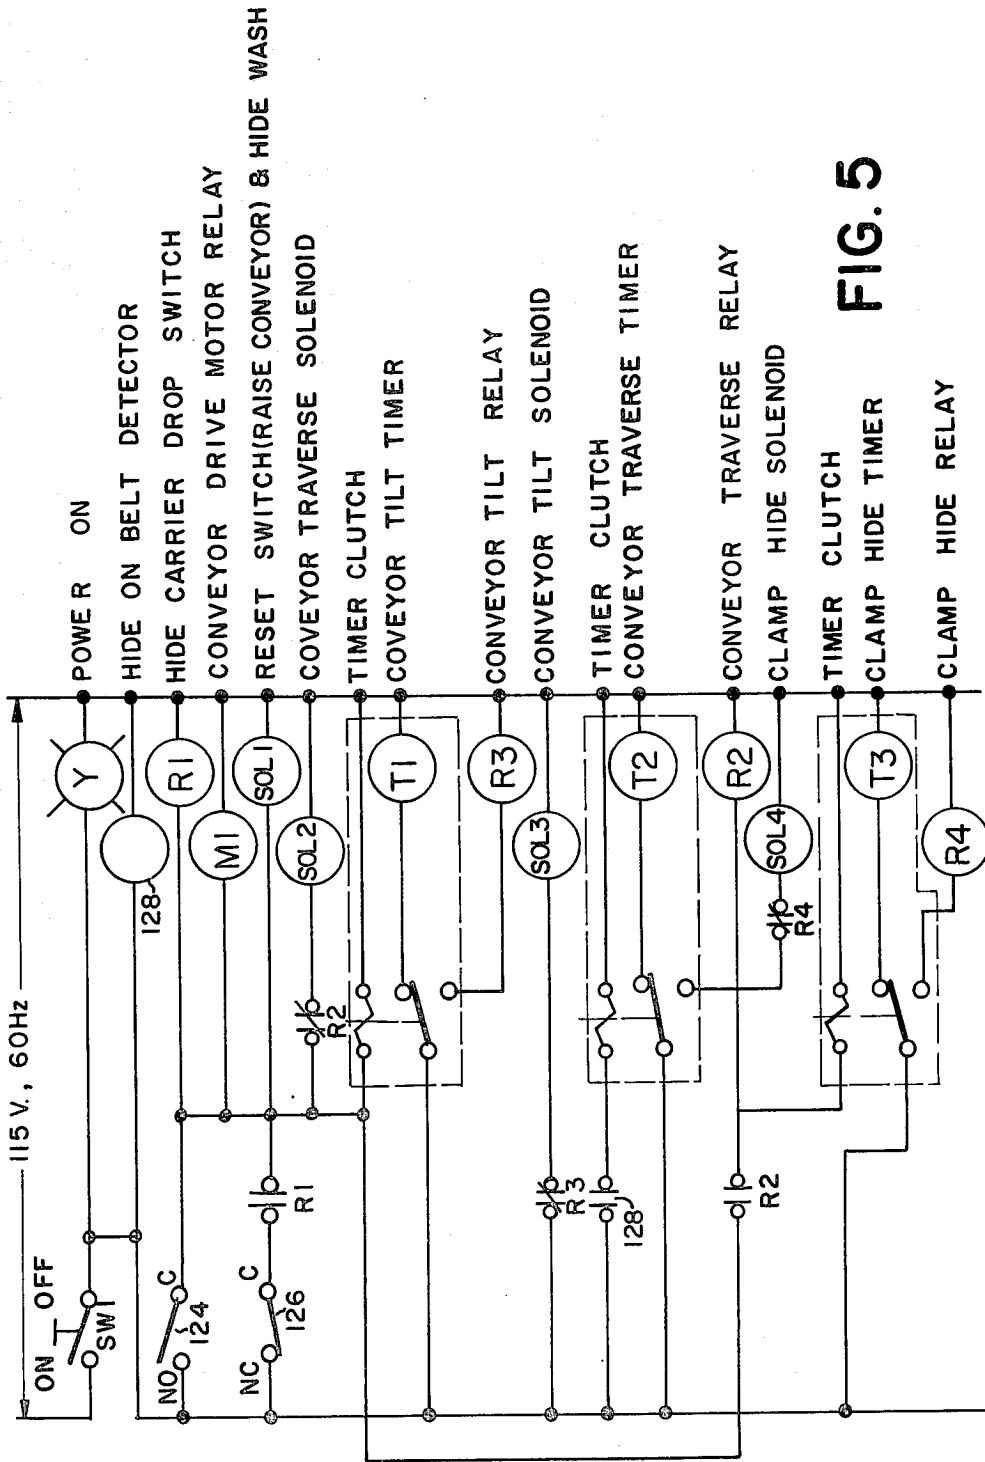 115 V., 60Hz
ON
OFF
SW1
Y
POWER ON
128
HIDE ON BELT DETECTOR
NO
C
124
R1
HIDE CARRIER DROP SWITCH
M1
CONVEYOR DRIVE MOTOR RELAY
NC
C
126
R1
SOL1
RESET SWITCH(RAISE CONVEYOR) & HIDE WASH
R2
SOL2
COVEYOR TRAVERSE SOLENOID
TIMER CLUTCH
T1
COVEYOR TILT TIMER
R3
CONVEYOR TILT RELAY
R3
SOL3
CONVEYOR TILT SOLENOID
128
TIMER CLUTCH
T2
CONVEYOR TRAVERSE TIMER
R2
R2
CONVEYOR TRAVERSE RELAY
R4
SOL4
CLAMP HIDE SOLENOID
TIMER CLUTCH
T3
CLAMP HIDE TIMER
R4
CLAMP HIDE RELAY
FIG. 5